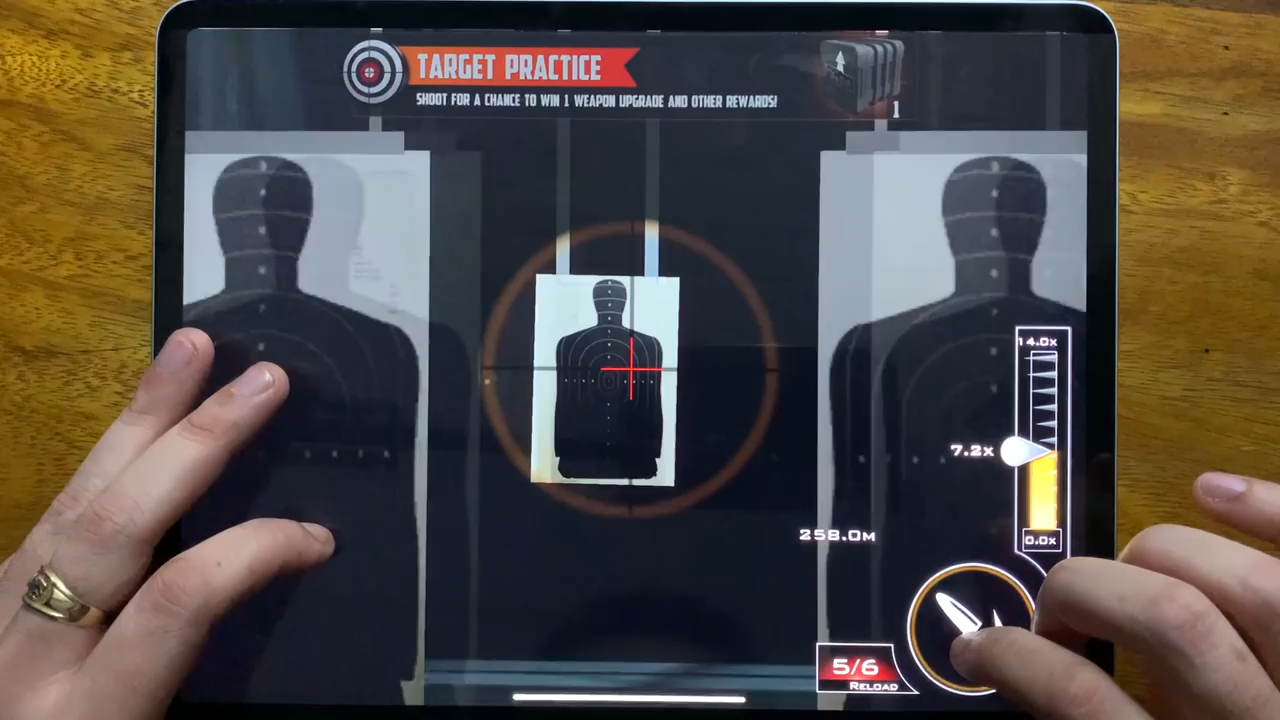 TARGET PRACTICE
SHOOT FOR A CHANCE TO WIN 1 WEAPON UPGRADE AND OTHER REWARDS!
1
14.0x
7.2x
0.0x
258.0M
5/6
RELOAD